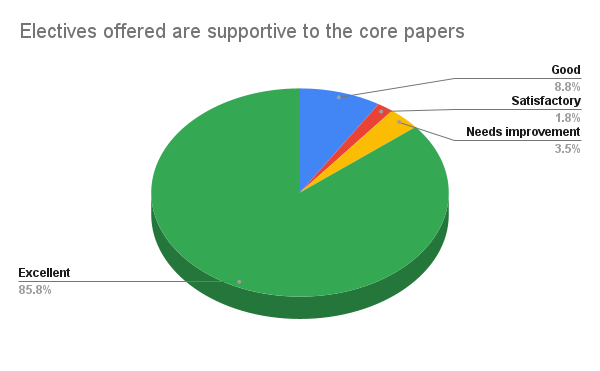 Electives offered are supportive to the core papers
Good
8.8%
Satisfactory
1.8%
Needs improvement
3.5%
Excellent
85.8%